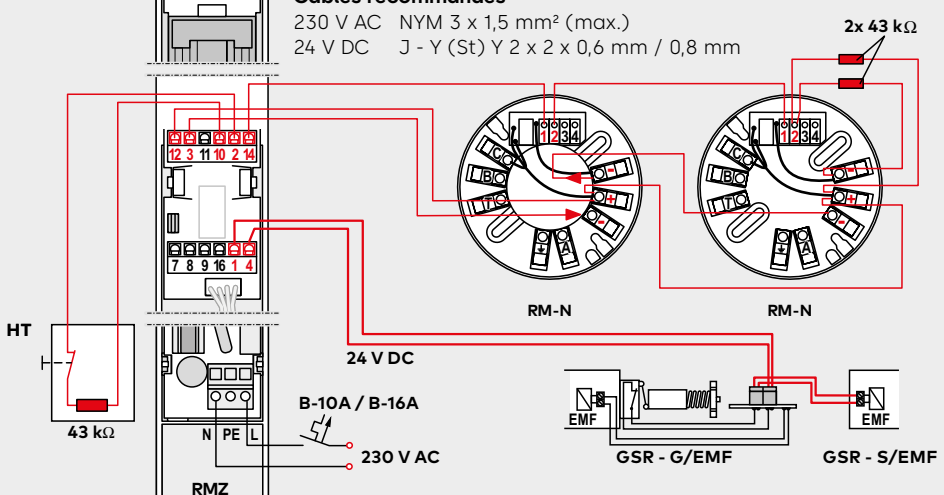 Câbles recommandés
230 V AC NYM 3 x 1,5 mm² (max.)
24 V DC J - Y (St) Y 2 x 2 x 0,6 mm / 0,8 mm
2x 43 kΩ
12 3 11 10 2 14
7 8 9 16 1 4
1 2 3 4
C
B
T
-
+
-
A
RM-N
1 2 3 4
C
B
T
-
+
-
A
RM-N
HT
43 kΩ
24 V DC
B-10A / B-16A
N PE L
230 V AC
RMZ
EMF
GSR - G/EMF
EMF
GSR - S/EMF